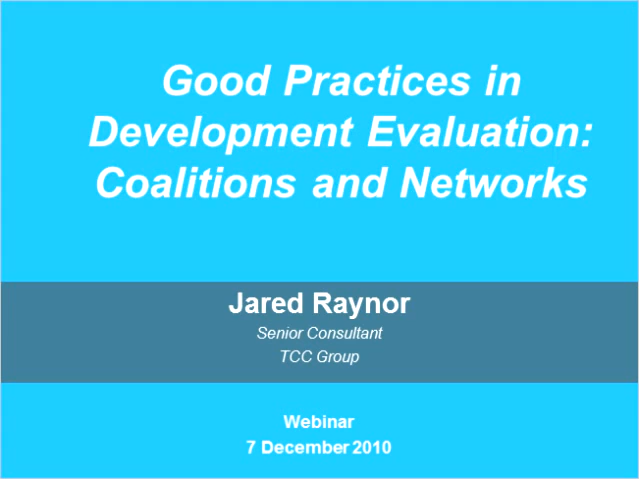 Good Practices in
Development Evaluation:
Coalitions and Networks
Jared Raynor
Senior Consultant
TCC Group
Webinar
7 December 2010